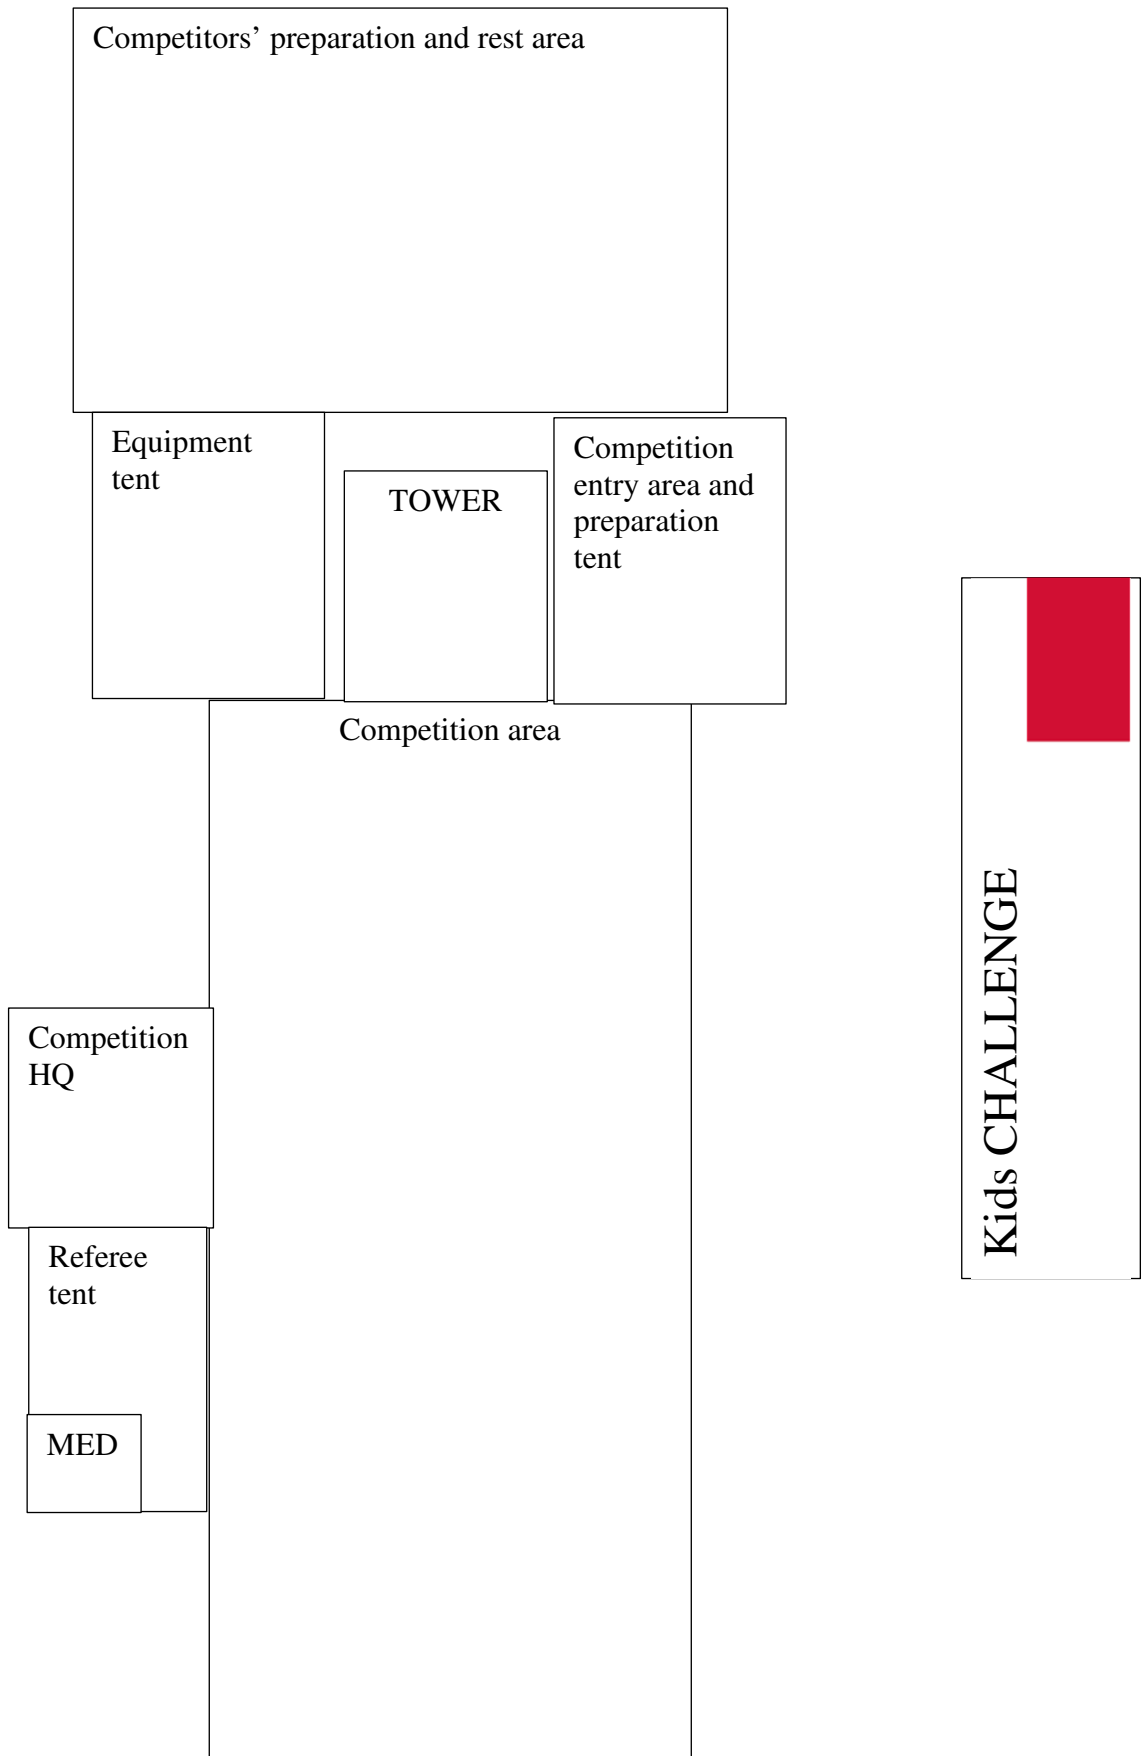 Competitors’ preparation and rest area
Equipment
tent
TOWER
Competition
entry area and
preparation
tent
Competition area
Kids CHALLENGE
Competition
HQ
Referee
tent
MED